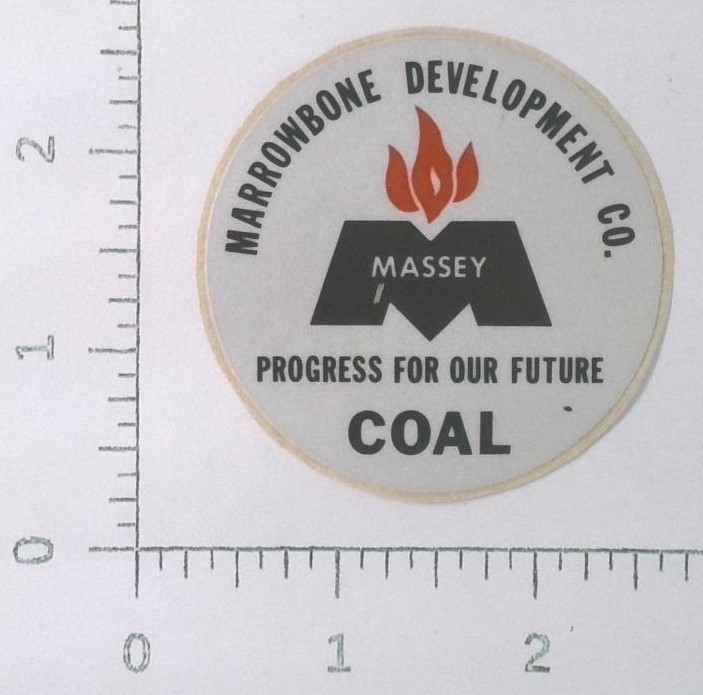 MARROWBONE DEVELOPMENT CO.
MASSEY
PROGRESS FOR OUR FUTURE
COAL
2
1
0
0 1 2